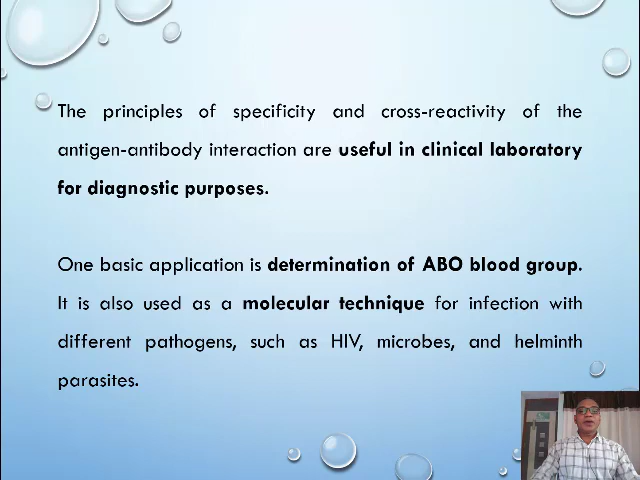 The principles of specificity and cross-reactivity of the
antigen-antibody interaction are useful in clinical laboratory
for diagnostic purposes.
One basic application is determination of ABO blood group.
It is also used as a molecular technique for infection with
different pathogens, such as HIV, microbes, and helminth
parasites.